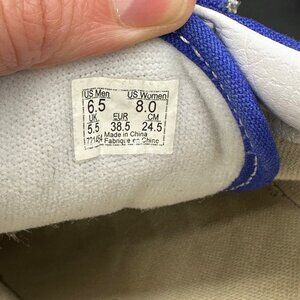 US Men US Women
6.5 8.0
UK EUR CM
5.5 38.5 24.5
721454 Made in China
Fabriqué en Chine